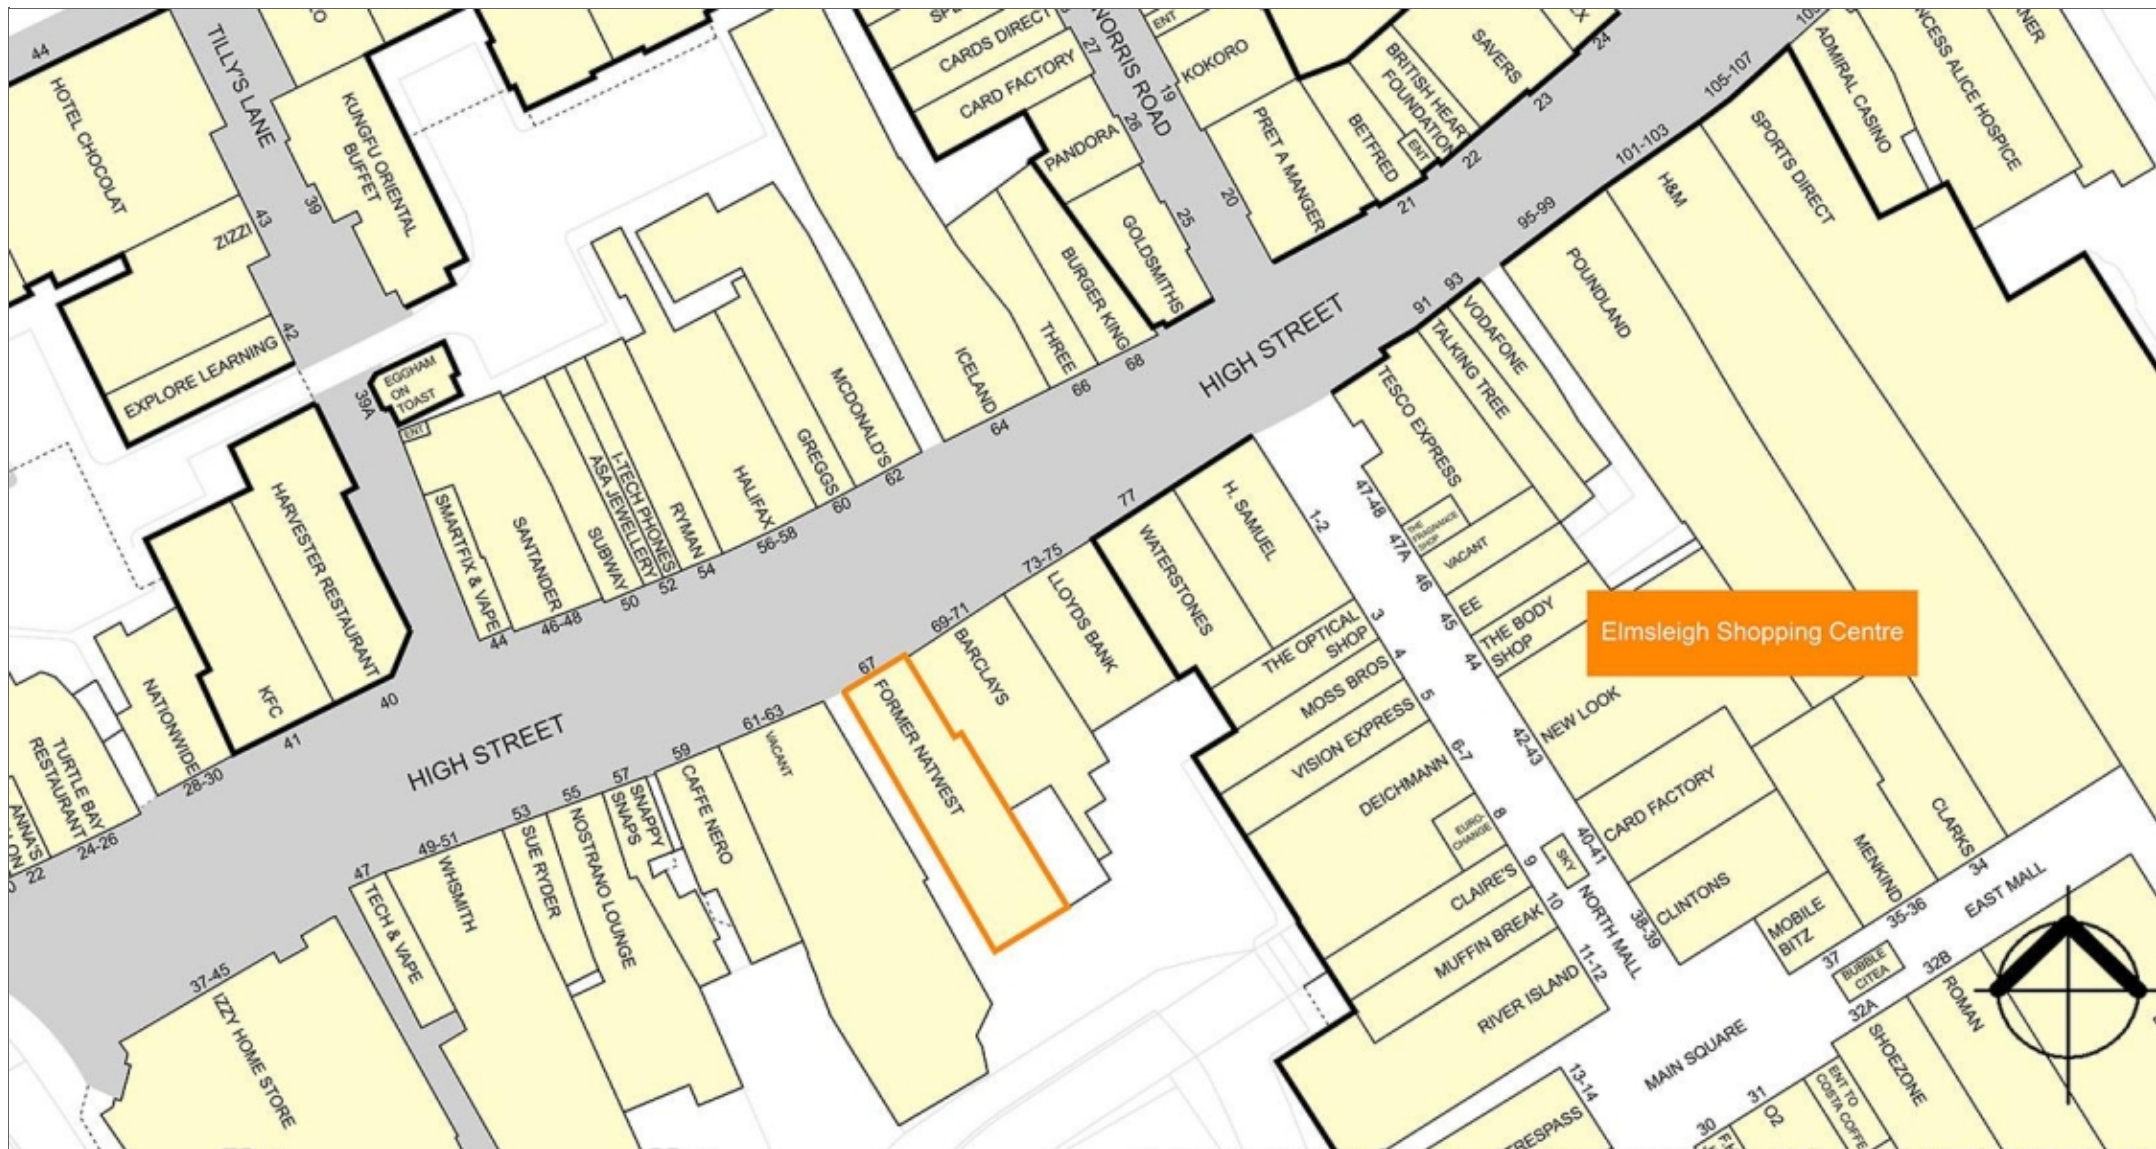 44
TILLY'S LANE
HOTEL CHOCOLAT
KUNGFU ORIENTAL
BUFFET
39
43
ZIZZI
42
EXPLORE LEARNING
39A
EGGHAM
ON
TOAST
ENT
HARVESTER RESTAURANT
KFC
40
41
NATIONWIDE
28-30
TURTLE BAY
RESTAURANT
24-26
ANNA'S
22
SMARTFIX & VAPE
44
SANTANDER
46-48
SUBWAY
50
ASA JEWELLERY
I-TECH PHONES
52
RYMAN
54
HALIFAX
56-58
GREGGS
60
MCDONALD'S
62
ICELAND
64
THREE
66
BURGER KING
68
CARDS DIRECT
CARD FACTORY
27
NORRIS ROAD
26
PANDORA
25
GOLDSMITHS
ENT
KOKORO
19
20
PRET A MANGER
BETFRED
21
BRITISH HEART
FOUNDATION
ENT
22
SAVERS
23
24
HIGH STREET
105-107
ADMIRAL CASINO
NCESS ALICE HOSPICE
NER
SPORTS DIRECT
101-103
H&M
95-99
POUNDLAND
93
VODAFONE
91
TALKING TREE
TESCO EXPRESS
47-48
THE
FRAGRANCE
SHOP
47A
VACANT
46
EE
45
THE BODY
SHOP
44
NEW LOOK
42-43
Elmsleigh Shopping Centre
CARD FACTORY
40-41
CLINTONS
38-39
MENKIND
CLARKS
34
35-36
MOBILE
BITZ
37
EAST MALL
BUBBLE
CITEA
32B
32A
ROMAN
SHOEZONE
ENT TO
COSTA COFFE
31
O2
30
MAIN SQUARE
NORTH MALL
SKY
77
H. SAMUEL
WATERSTONES
1-2
THE OPTICAL
SHOP
3
MOSS BROS
4
VISION EXPRESS
5
DEICHMANN
6-7
EURO-
CHANGE
8
CLAIRE'S
9
MUFFIN BREAK
10
RIVER ISLAND
11-12
13-14
TRESPASS
73-75
LLOYDS BANK
69-71
BARCLAYS
67
FORMER NATWEST
61-63
VACANT
59
CAFFE NERO
57
SNAPPY
SNAPS
55
NOSTRANO LOUNGE
53
SUE RYDER
49-51
WHSMITH
47
TECH & VAPE
HIGH STREET
37-45
IZZY HOME STORE